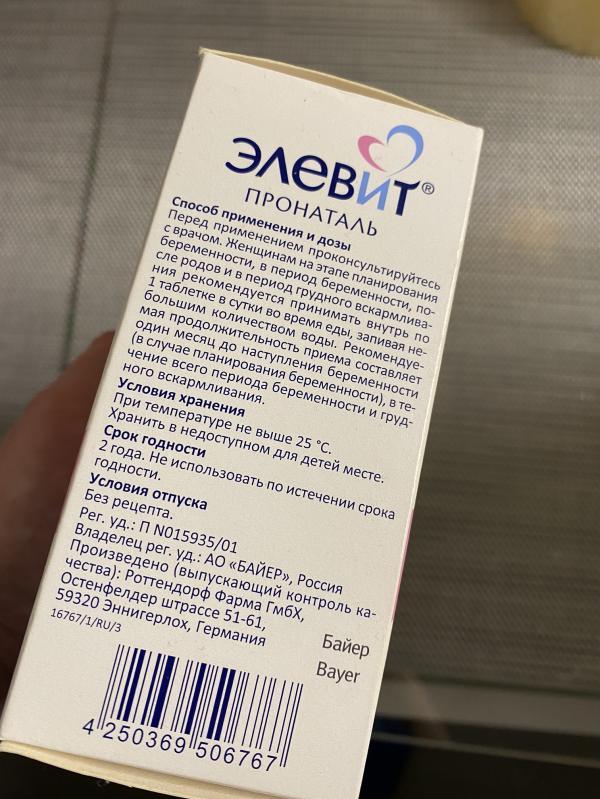 элевит®
ПРОНАТАЛЬ
Способ применения и дозы
Перед применением проконсультируйтесь
с врачом. Женщинам на этапе планирования
беременности, в период беременности, по-
сле родов и в период грудного вскармлива-
ния рекомендуется принимать внутрь по
1 таблетке в сутки во время еды, запивая не-
большим количеством воды. Рекомендуе-
мая продолжительность приема составляет
один месяц до наступления беременности
(в случае планирования беременности), в те-
чение всего периода беременности и груд-
ного вскармливания.
Условия хранения
При температуре не выше 25 °С.
Хранить в недоступном для детей месте.
Срок годности
2 года. Не использовать по истечении срока
годности.
Условия отпуска
Без рецепта.
Рег. уд.: П N015935/01
Владелец рег. уд.: АО «БАЙЕР», Россия
Произведено (выпускающий контроль ка-
чества): Роттендорф Фарма ГмбХ,
Остенфелдер штрассе 51-61,
59320 Эннигерлох, Германия
16767/1/RU/3
Байер
Bayer
4 250369 506767